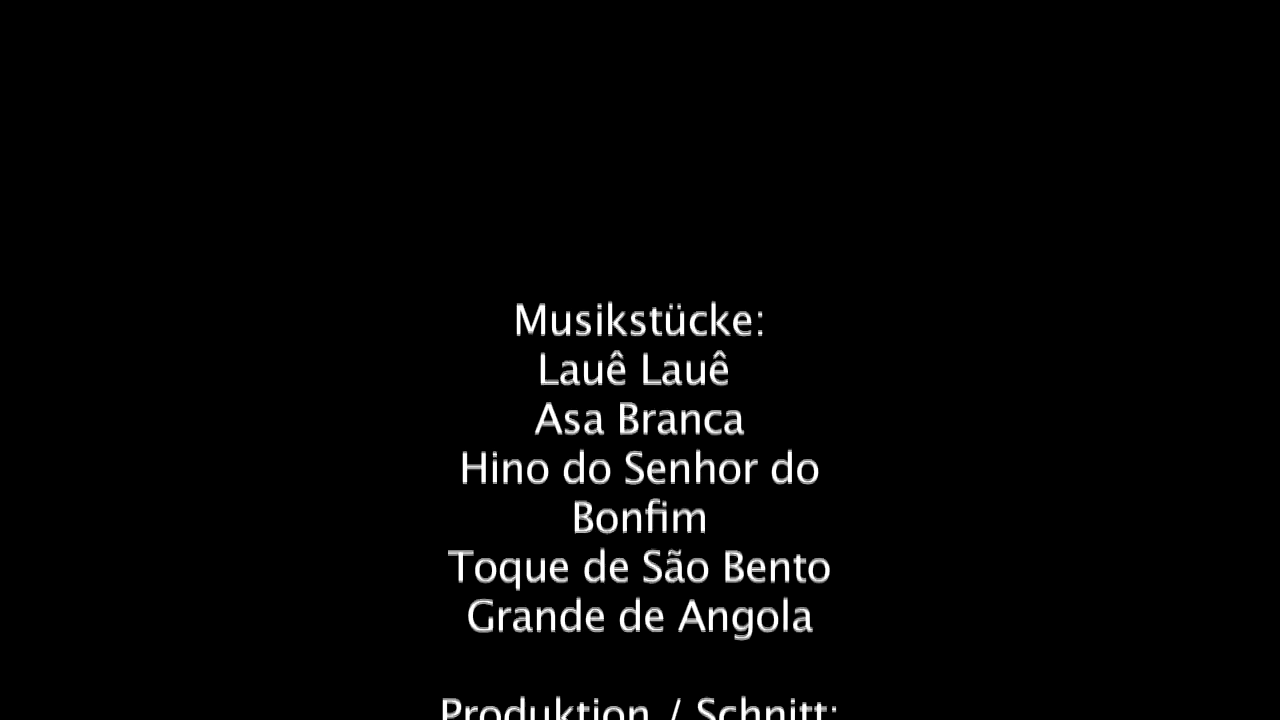 Musikstücke:
Lauê Lauê
Asa Branca
Hino do Senhor do
Bonfim
Toque de São Bento
Grande de Angola
Produktion / Schnitt: